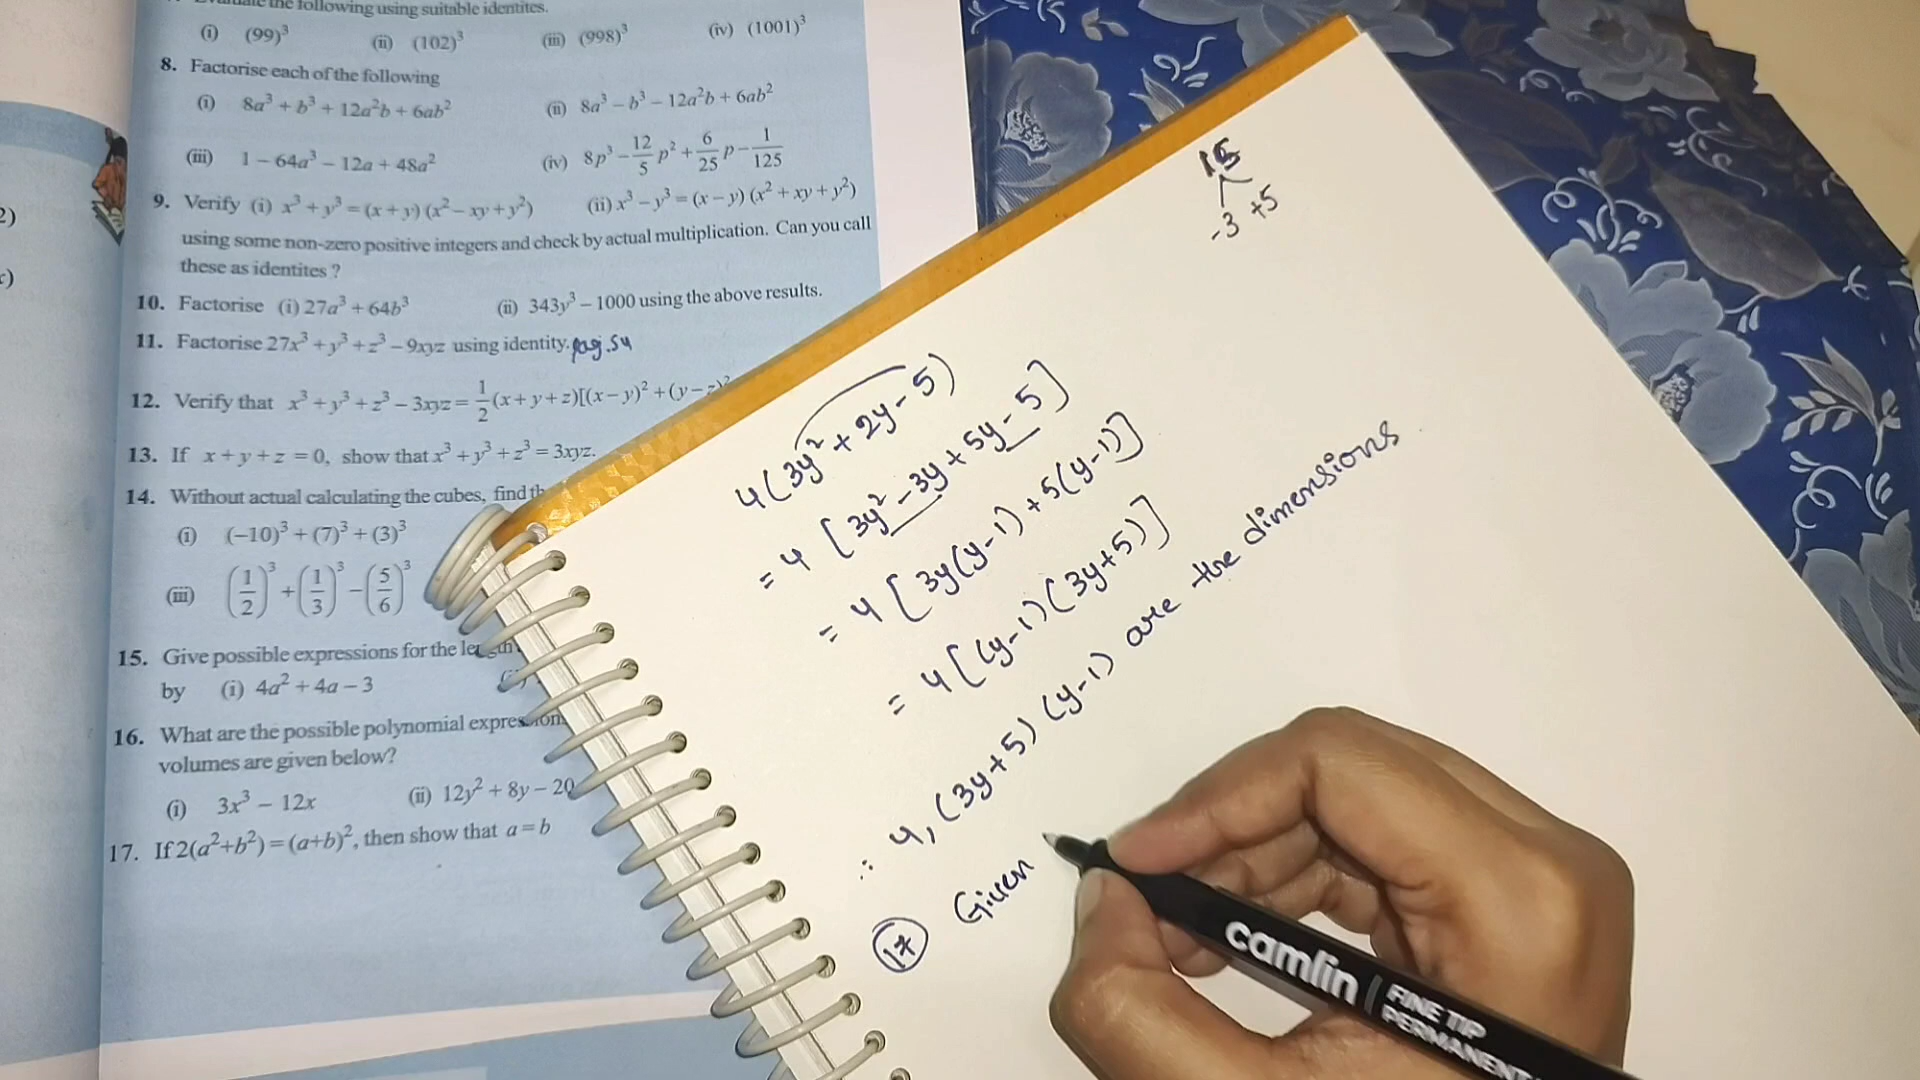 the following using suitable identites.
(i) (99)³ (ii) (102)³ (iii) (998)³ (iv) (1001)³
8. Factorise each of the following
(i) 8a³ + b³ + 12a²b + 6ab² (ii) 8a³ – b³ – 12a²b + 6ab²
(iii) 1 – 64a³ – 12a + 48a² (iv) 8p³ – 12/5 p² + 6/25 p – 1/125
9. Verify (i) x³ + y³ = (x + y) (x² – xy + y²) (ii) x³ – y³ = (x – y) (x² + xy + y²)
using some non-zero positive integers and check by actual multiplication. Can you call
these as identites ?
10. Factorise (i) 27a³ + 64b³ (ii) 343y³ – 1000 using the above results.
11. Factorise 27x³ + y³ + z³ – 9xyz using identity. pag.54
12. Verify that x³ + y³ + z³ – 3xyz = 1/2 (x + y + z)[(x – y)² + (y – z)²
13. If x + y + z = 0, show that x³ + y³ + z³ = 3xyz.
14. Without actual calculating the cubes, find
(i) (–10)³ + (7)³ + (3)³
(iii) (1/2)³ + (1/3)³ – (5/6)³
15. Give possible expressions for the
by (i) 4a² + 4a – 3
16. What are the possible polynomial
volumes are given below?
(i) 3x³ – 12x (ii) 12y² + 8y – 20
17. If 2(a²+b²) = (a+b)², then show that a = b
2)
c)
15
-3 +5
4(3y² + 2y - 5)
= 4 [3y² - 3y + 5y - 5]
= 4 [3y(y-1) + 5(y-1)]
= 4 [(y-1) (3y+5)]
∴ 4, (3y+5) (y-1) are the dimensions
17 Given
camlin
FINE TIP
PERMANENT